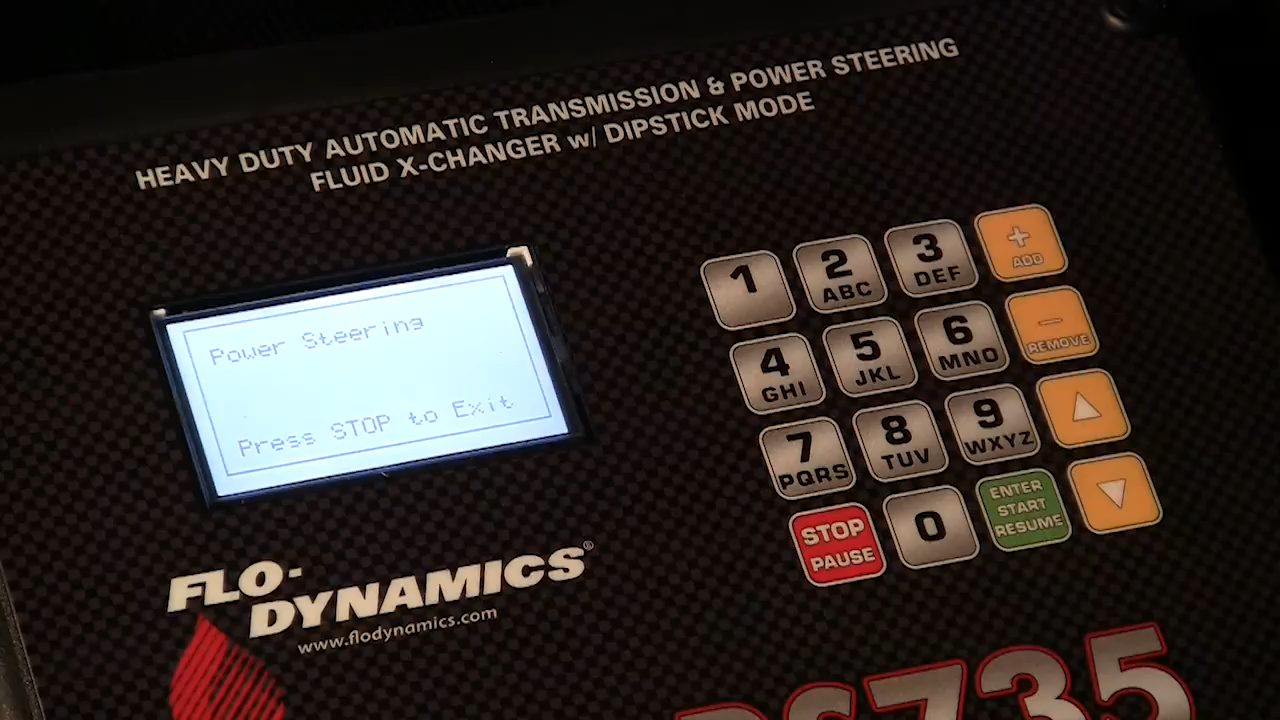 HEAVY DUTY AUTOMATIC TRANSMISSION & POWER STEERING
FLUID X-CHANGER w/ DIPSTICK MODE
Power Steering
Press STOP to Exit
1
2 ABC
3 DEF
+ ADD
4 GHI
5 JKL
6 MNO
- REMOVE
7 PQRS
8 TUV
9 WXYZ
STOP PAUSE
0
ENTER START RESUME
FLO-
DYNAMICS®
www.flodynamics.com